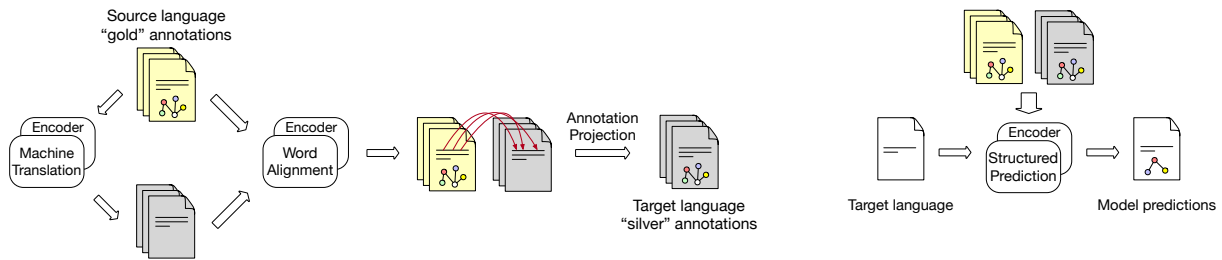 Source language
“gold” annotations
Encoder
Machine
Translation
Encoder
Word
Alignment
Annotation
Projection
Target language
“silver” annotations
Target language
Encoder
Structured
Prediction
Model predictions